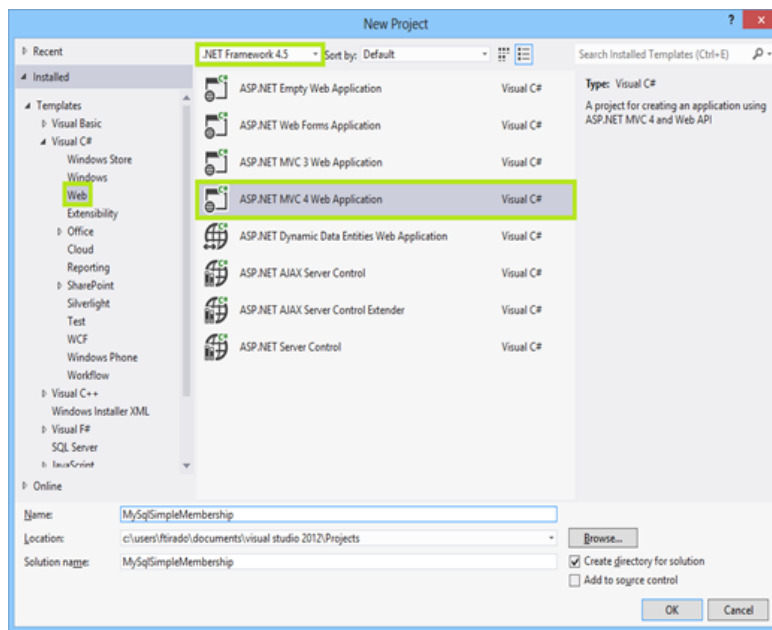 New Project
? x
Recent
.NET Framework 4.5 Sort by: Default
Search Installed Templates (Ctrl+E)
Installed
Templates
Visual Basic
Visual C#
Windows Store
Windows
Web
Extensibility
Office
Cloud
Reporting
SharePoint
Silverlight
Test
WCF
Windows Phone
Workflow
Visual C++
Windows Installer XML
Visual F#
SQL Server
JavaScript
Online
ASP.NET Empty Web Application Visual C#
ASP.NET Web Forms Application Visual C#
ASP.NET MVC 3 Web Application Visual C#
ASP.NET MVC 4 Web Application Visual C#
ASP.NET Dynamic Data Entities Web Application Visual C#
ASP.NET AJAX Server Control Visual C#
ASP.NET AJAX Server Control Extender Visual C#
ASP.NET Server Control Visual C#
Type: Visual C#
A project for creating an application using
ASP.NET MVC 4 and Web API
Name: MySqlSimpleMembership
Location: c:\users\ftirado\documents\visual studio 2012\Projects
Browse...
Solution name: MySqlSimpleMembership
Create directory for solution
Add to source control
OK Cancel